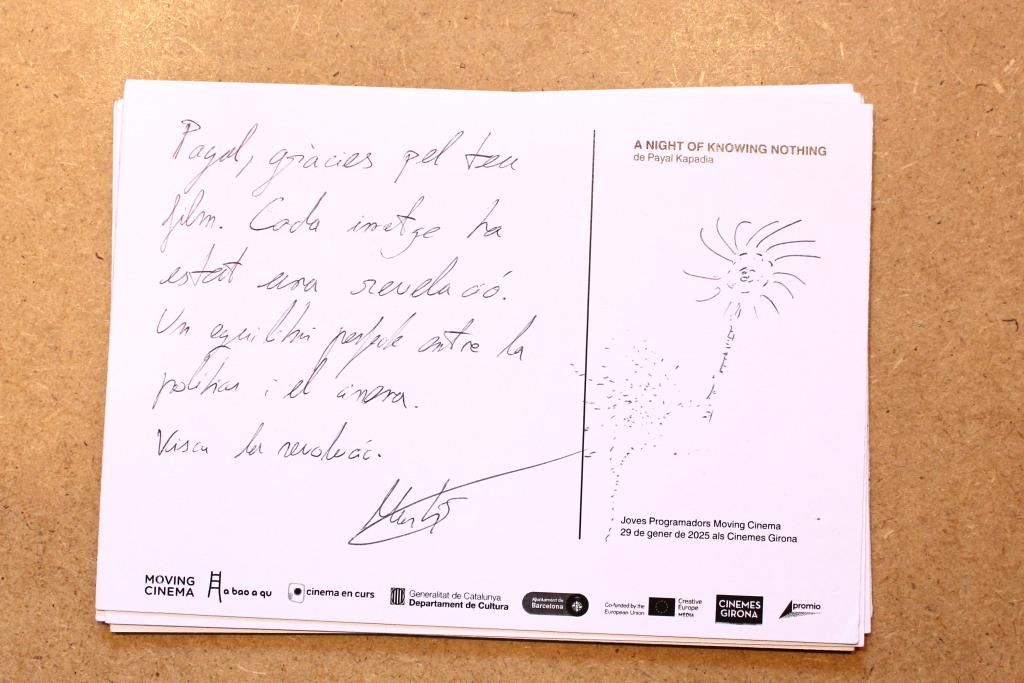 Payal, gràcies pel teu
film. Cada imatge ha
estat una revelació.
Un equilibri perfecte entre la
política i el cinema.
Visca la revolució.
Martí
A NIGHT OF KNOWING NOTHING
de Payal Kapadia
Joves Programadors Moving Cinema
29 de gener de 2025 als Cinemes Girona
MOVING
CINEMA
a bao a qu
cinema en curs
Generalitat de Catalunya
Departament de Cultura
Ajuntament de
Barcelona
Co-funded by the
European Union
Creative
Europe
MEDIA
CINEMES
GIRONA
promio